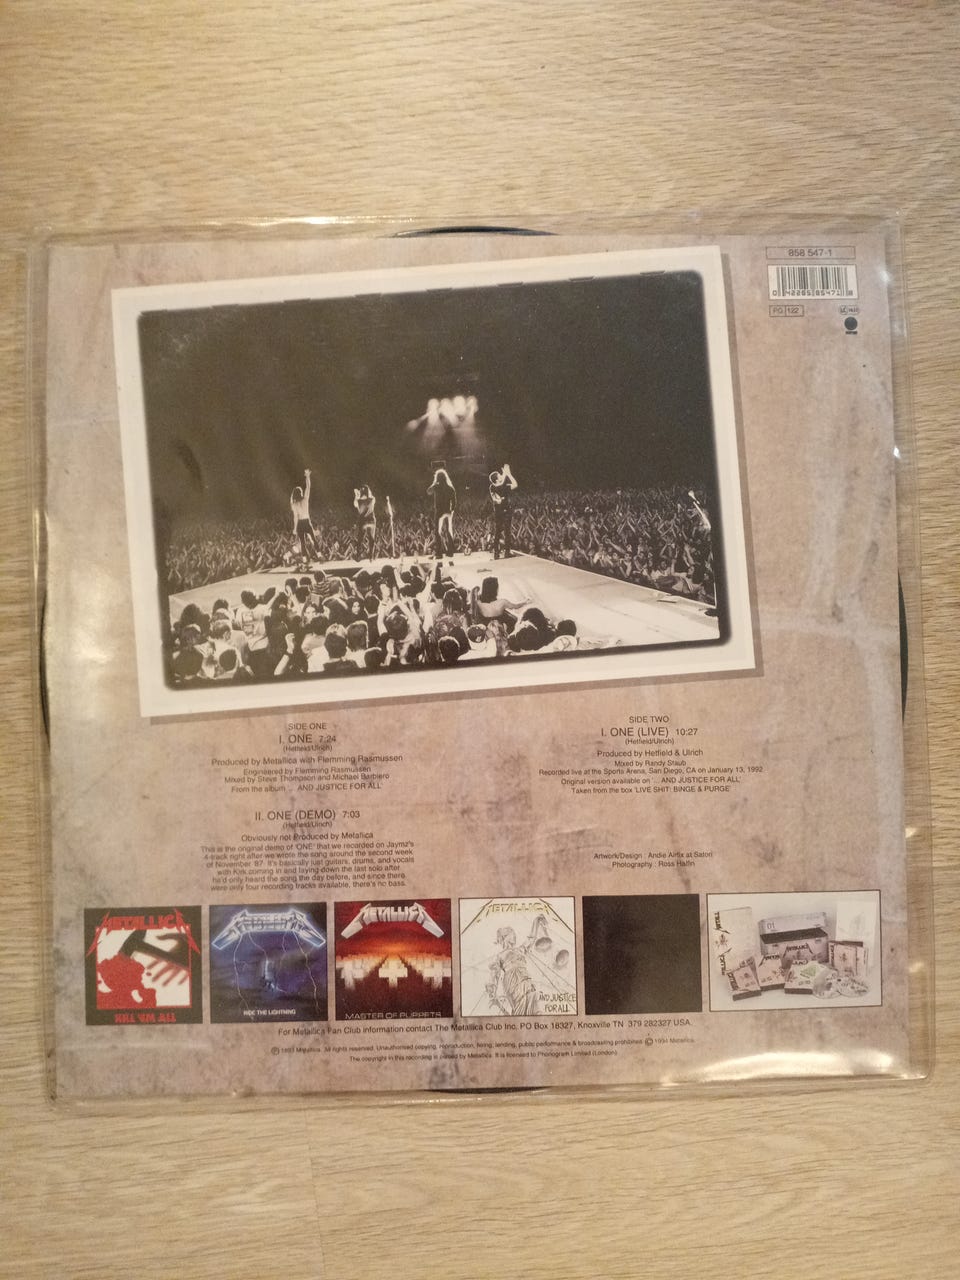 858 547-1
0 42285 85471 8
P.G. 122
SIDE ONE
I. ONE 7:24
(Hetfield/Ulrich)
Produced by Metallica with Flemming Rasmussen
Engineered by Flemming Rasmussen
Mixed by Steve Thompson and Michael Barbiero
From the album '... AND JUSTICE FOR ALL'
II. ONE (DEMO) 7:03
(Hetfield/Ulrich)
Obviously not Produced by Metallica
This is the original demo of 'ONE' that we recorded on Jaymz's
4-track right after we wrote the song around the second week
of November '87. It's basically just guitars, drums, and vocals
with Kirk coming in and laying down the last solo after
he'd only heard the song the day before, and since there
were only four recording tracks available, there's no bass.
SIDE TWO
I. ONE (LIVE) 10:27
(Hetfield/Ulrich)
Produced by Hetfield & Ulrich
Mixed by Randy Staub
Recorded live at the Sports Arena, San Diego, CA on January 13, 1992
Original version available on '... AND JUSTICE FOR ALL'
Taken from the box 'LIVE SHIT: BINGE & PURGE'
Artwork/Design : Andie Airfix at Satori
Photography : Ross Halfin
METALLICA
KILL 'EM ALL
METALLICA
RIDE THE LIGHTNING
METALLICA
MASTER OF PUPPETS
METALLICA
...AND JUSTICE
FOR ALL
METALLICA
For Metallica Fan Club information contact The Metallica Club Inc. PO Box 18327, Knoxville TN 379 282327 USA.
Ⓟ 1993 Metallica. All rights reserved. Unauthorised copying, reproduction, hiring, lending, public performance & broadcasting prohibited. © 1994 Metallica.
The copyright in this recording is owned by Metallica. It is licensed to Phonogram Limited (London)